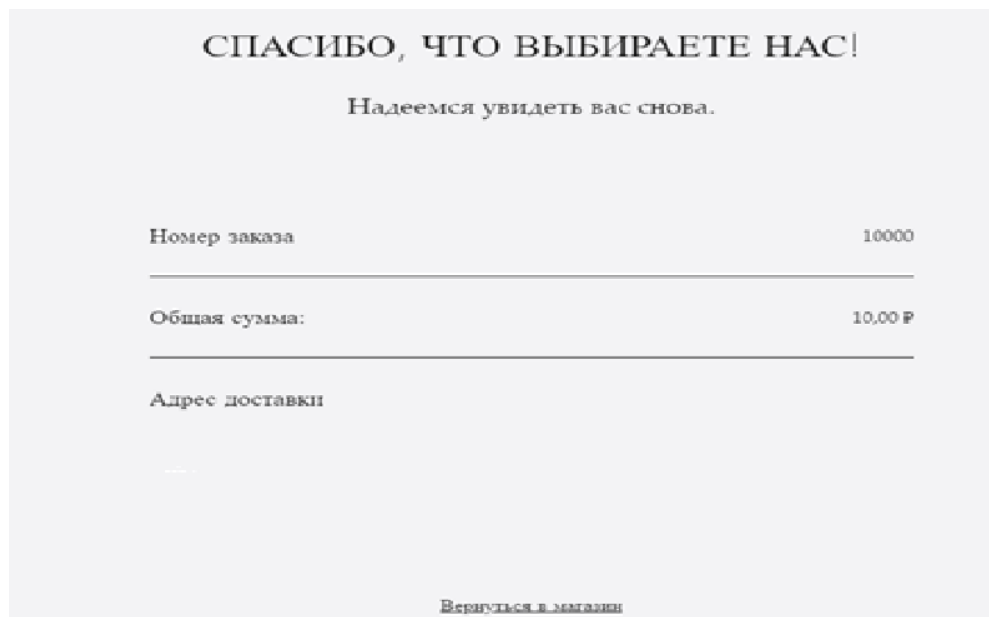 СПАСИБО, ЧТО ВЫБИРАЕТЕ НАС!
Надеемся увидеть вас снова.
Номер заказа 10000
Общая сумма: 10,00 ₽
Адрес доставки
Вернуться в магазин